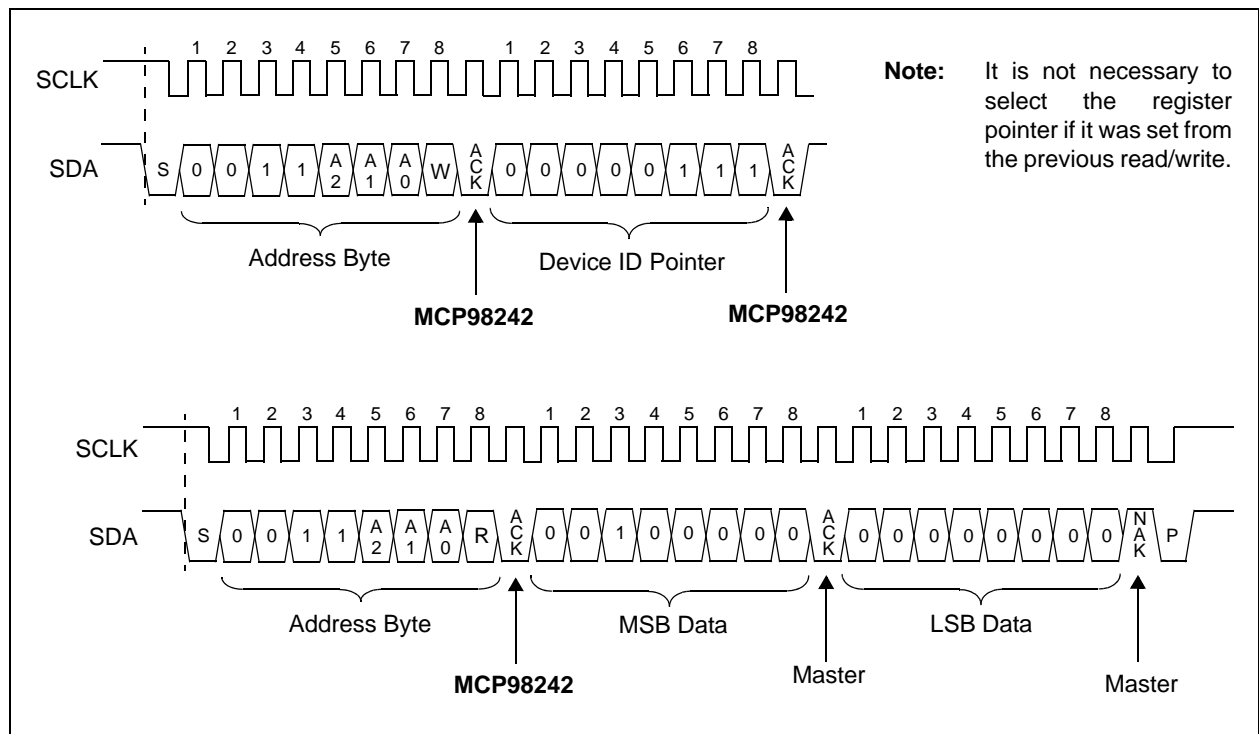 1 2 3 4 5 6 7 8 1 2 3 4 5 6 7 8
SCLK
SDA
S 0 0 1 1 A2 A1 A0 W ACK 0 0 0 0 0 1 1 1 ACK
Address Byte Device ID Pointer
MCP98242 MCP98242
Note: It is not necessary to
select the register
pointer if it was set from
the previous read/write.
1 2 3 4 5 6 7 8 1 2 3 4 5 6 7 8 1 2 3 4 5 6 7 8
SCLK
SDA
S 0 0 1 1 A2 A1 A0 R ACK 0 0 1 0 0 0 0 0 ACK 0 0 0 0 0 0 0 0 NAK P
Address Byte MSB Data LSB Data
MCP98242 Master Master